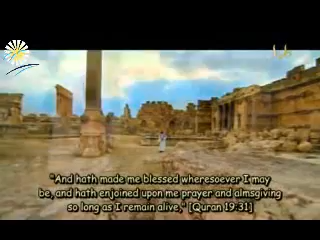 "And hath made me blessed wheresoever I may
be, and hath enjoined upon me prayer and almsgiving
so long as I remain alive," [Quran 19:31]